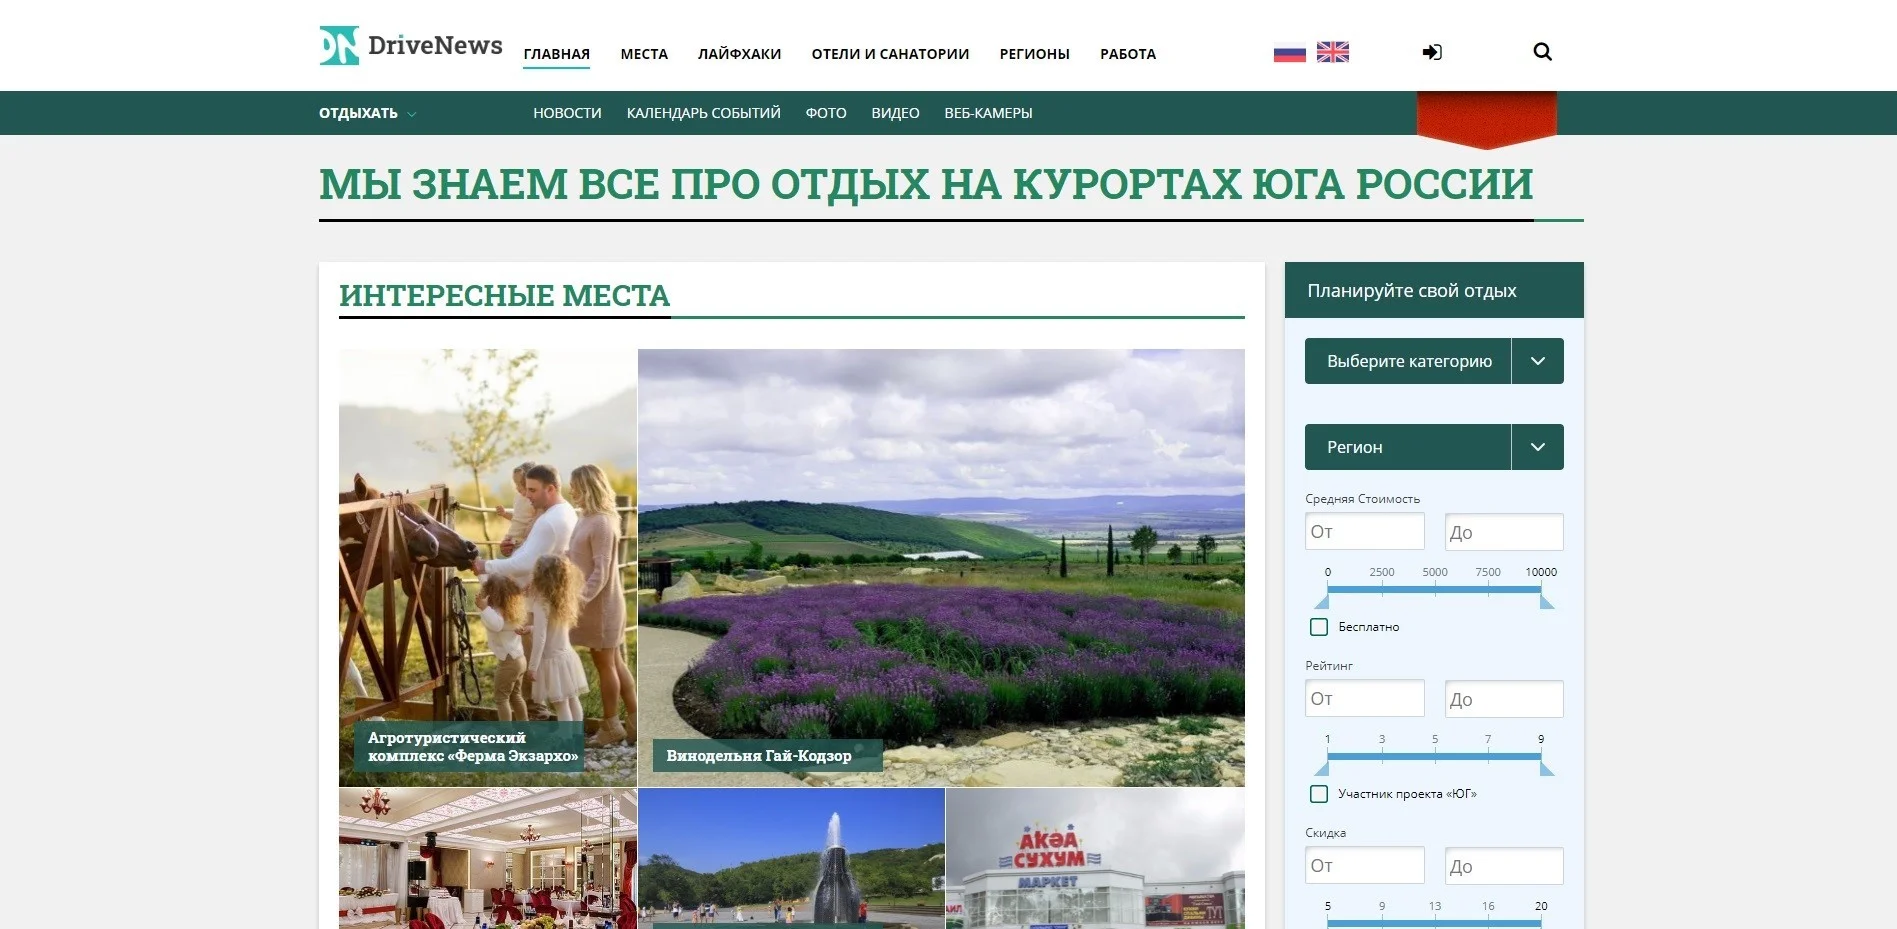 DriveNews
ГЛАВНАЯ МЕСТА ЛАЙФХАКИ ОТЕЛИ И САНАТОРИИ РЕГИОНЫ РАБОТА
ОТДЫХАТЬ НОВОСТИ КАЛЕНДАРЬ СОБЫТИЙ ФОТО ВИДЕО ВЕБ-КАМЕРЫ
МЫ ЗНАЕМ ВСЕ ПРО ОТДЫХ НА КУРОРТАХ ЮГА РОССИИ
ИНТЕРЕСНЫЕ МЕСТА
Агротуристический
комплекс «Ферма Экзархо»
Винодельня Гай-Кодзор
АҞӘА
СУХУМ
МАРКЕТ
Планируйте свой отдых
Выберите категорию
Регион
Средняя Стоимость
От До
0 2500 5000 7500 10000
Бесплатно
Рейтинг
От До
1 3 5 7 9
Участник проекта «ЮГ»
Скидка
От До
5 9 13 16 20